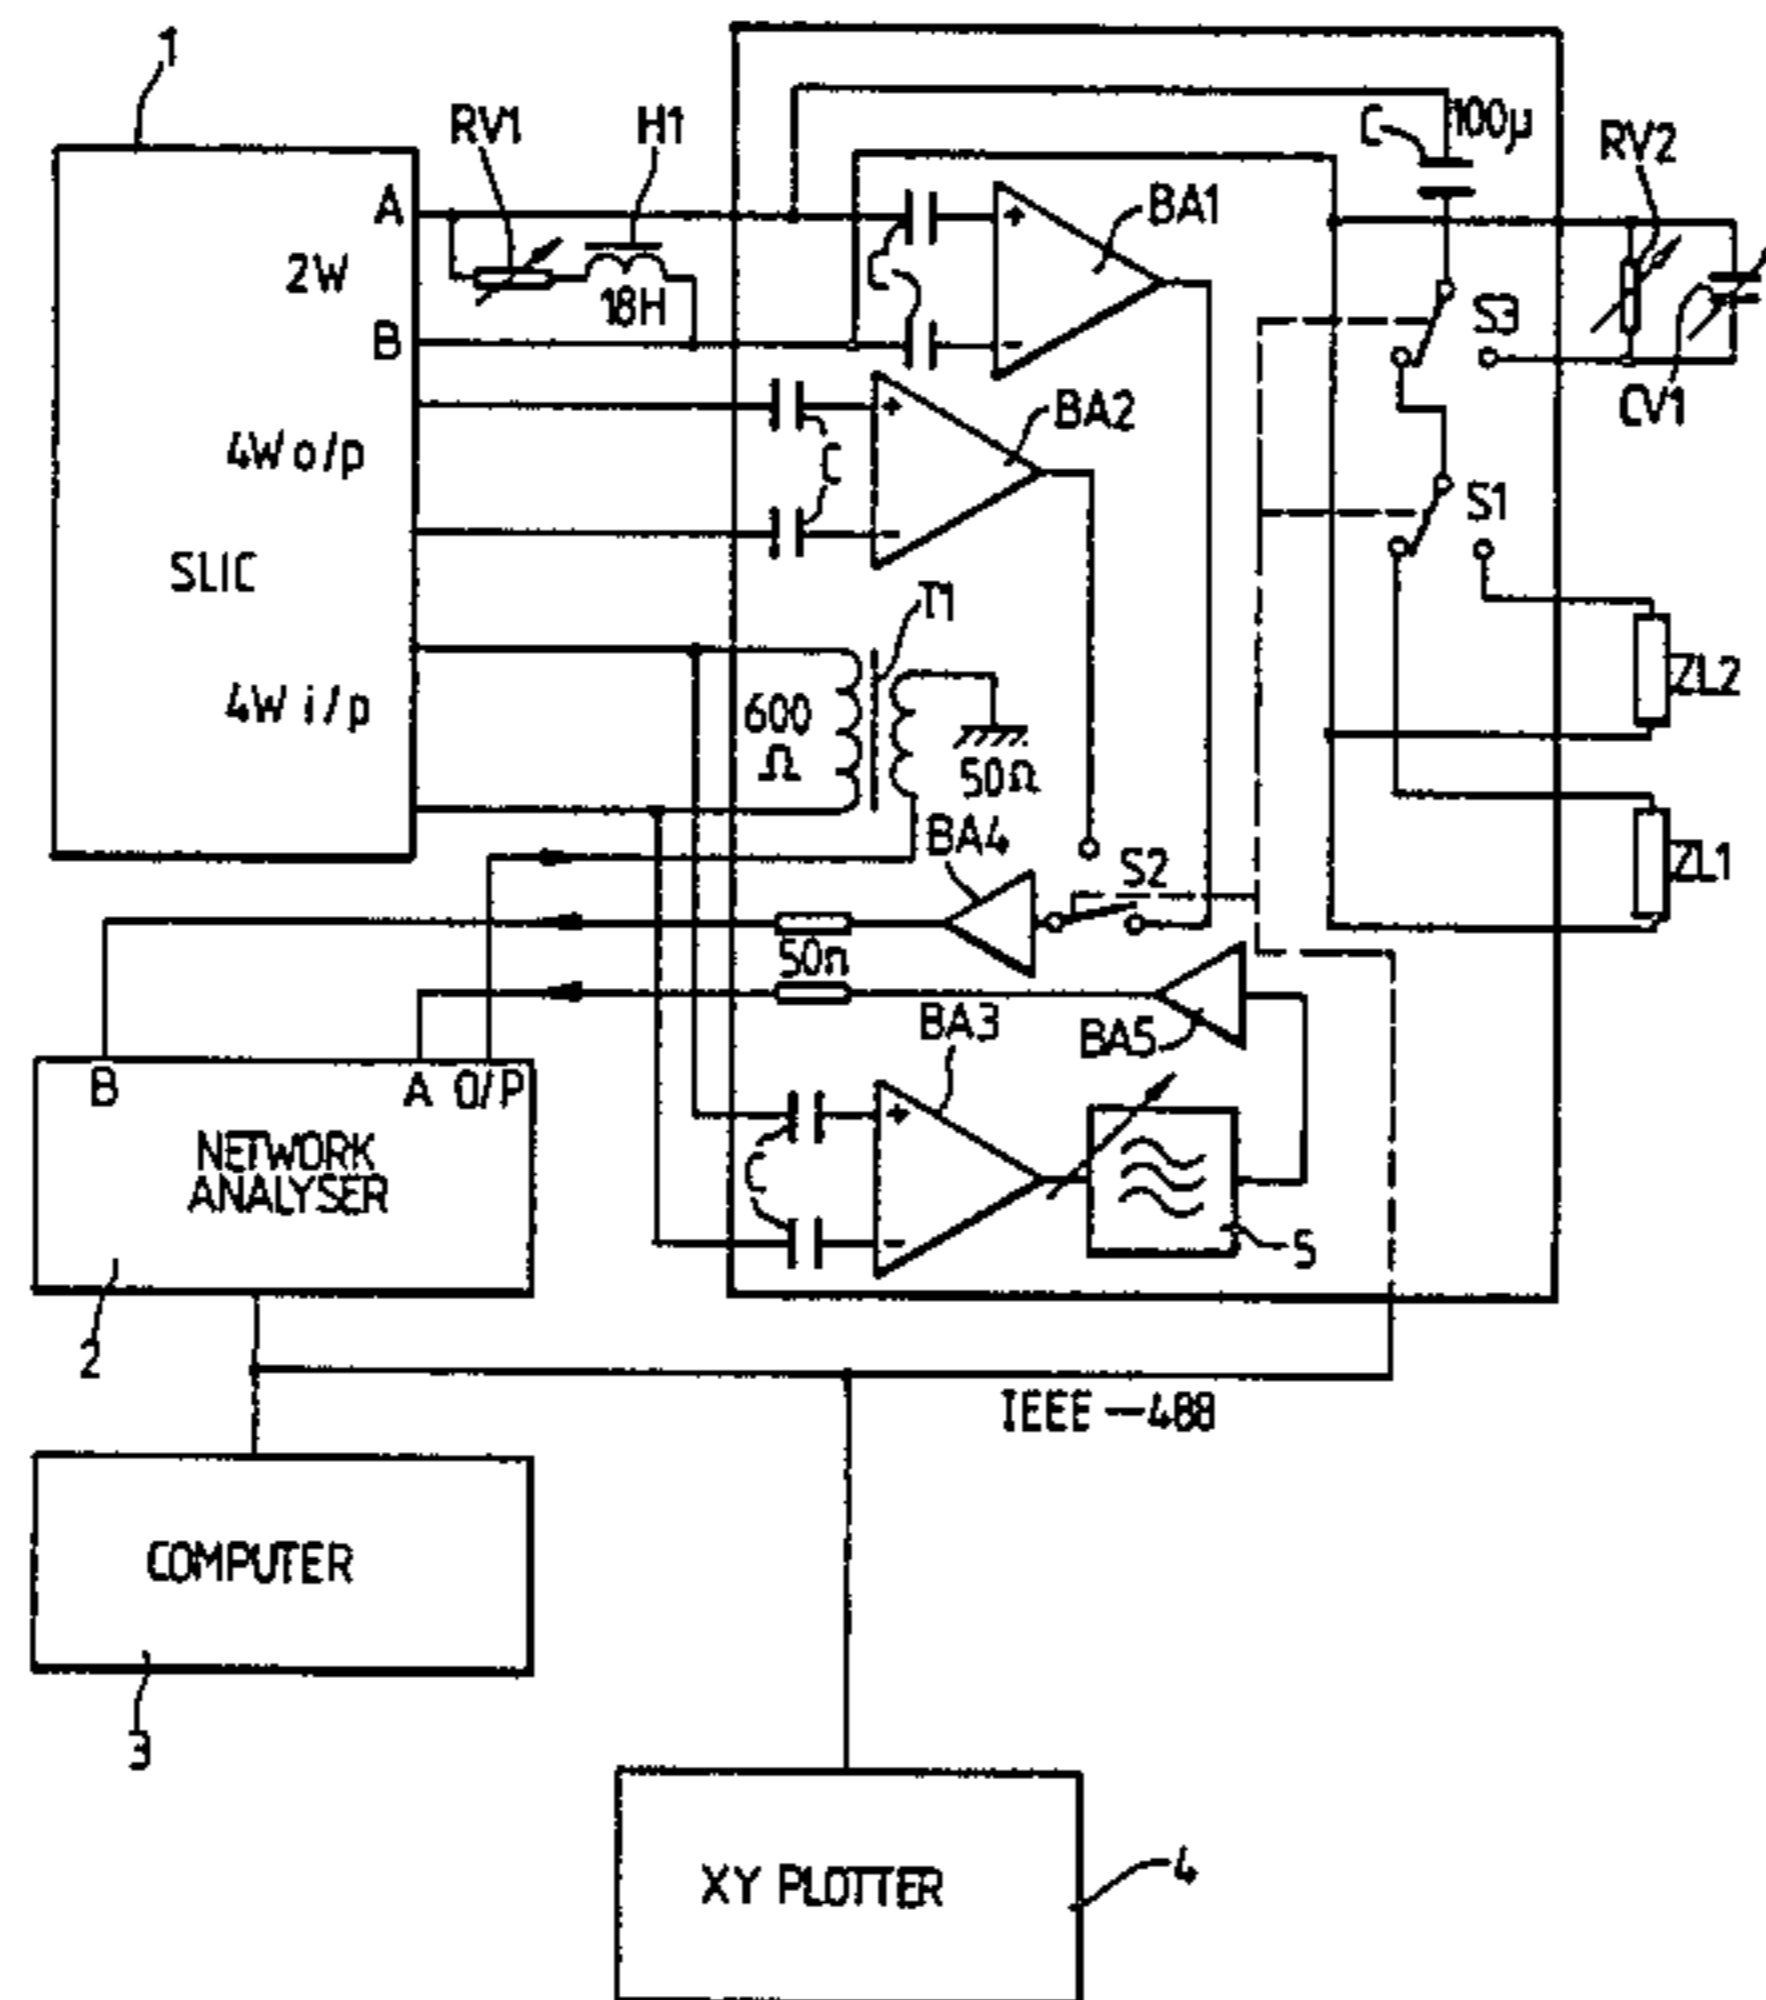 1
RV1
H1
C
100μ
RV2
A
2W
18H
C
+
BA1
B
-
S3
CV1
4W o/p
+
BA2
C
-
S1
SLIC
T1
ZL2
4W i/p
600
Ω
50Ω
BA4
S2
ZL1
50Ω
BA3
BA5
B
A
O/P
NETWORK
ANALYSER
+
C
-
5
2
IEEE-488
COMPUTER
3
XY PLOTTER
4